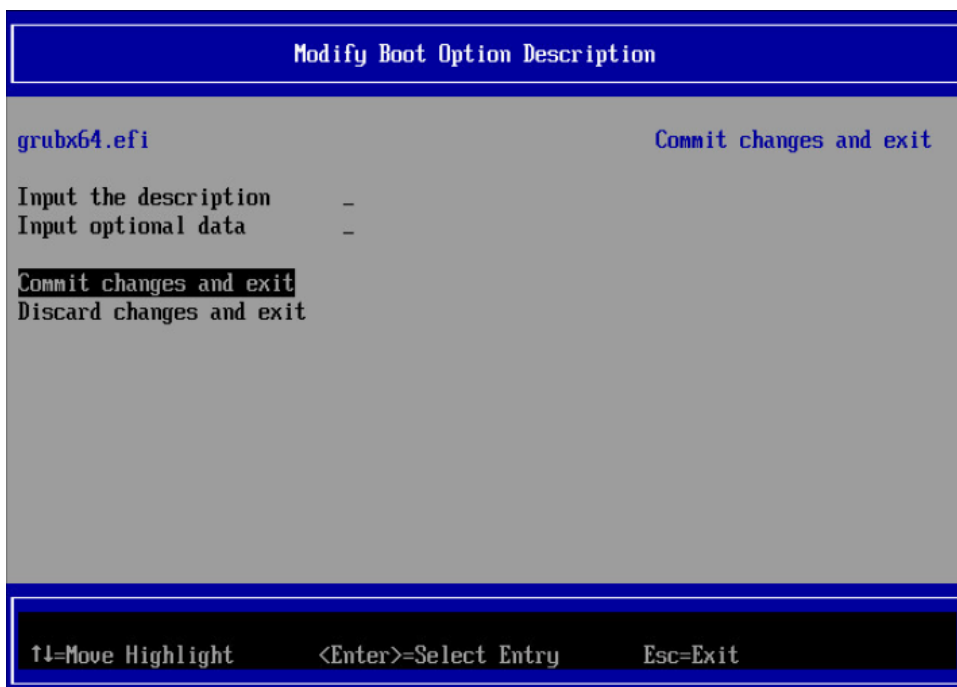 Modify Boot Option Description
grubx64.efi Commit changes and exit
Input the description _
Input optional data _
Commit changes and exit
Discard changes and exit
↑↓=Move Highlight <Enter>=Select Entry Esc=Exit